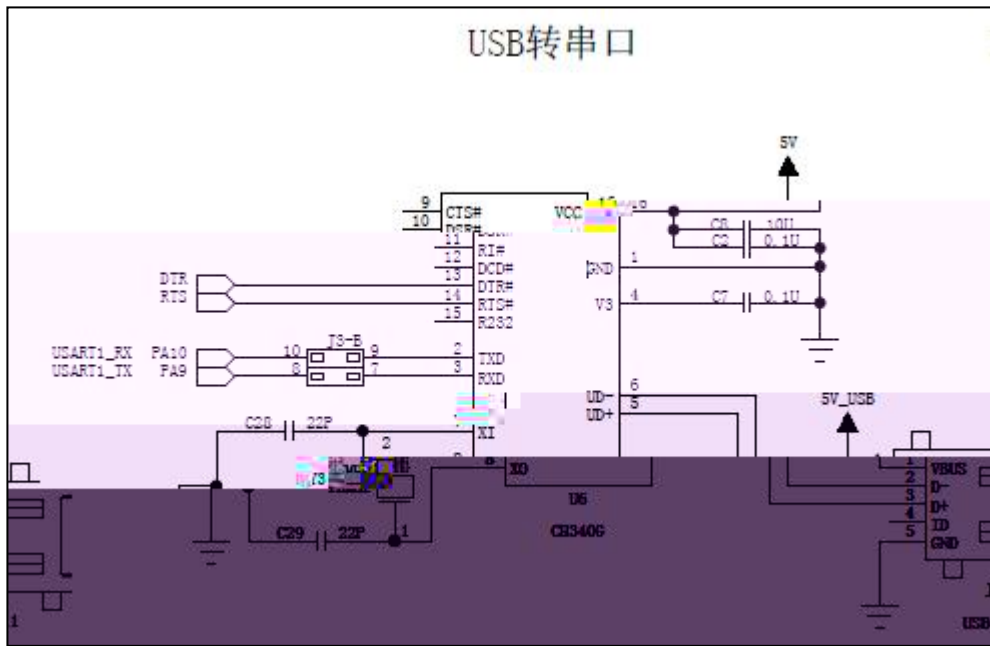 USB转串口
5V
9 CTS# VCC
10
C8 10U
C2 0.1U
11 RI#
12 DCD# GND 1
DTR 13 DTR#
RTS 14 RTS# V3 4 C7 0.1U
15 R232
J3-B
USART1_RX PA10 10 9 2 TXD
USART1_TX PA9 8 7 3 RXD
UD- 6
UD+ 5
5V_USB
C28 22P XI
2
8 XO
1 VBUS
2 D-
3 D+
4 ID
5 GND
U6
C29 22P 1 CH340G
1
USB